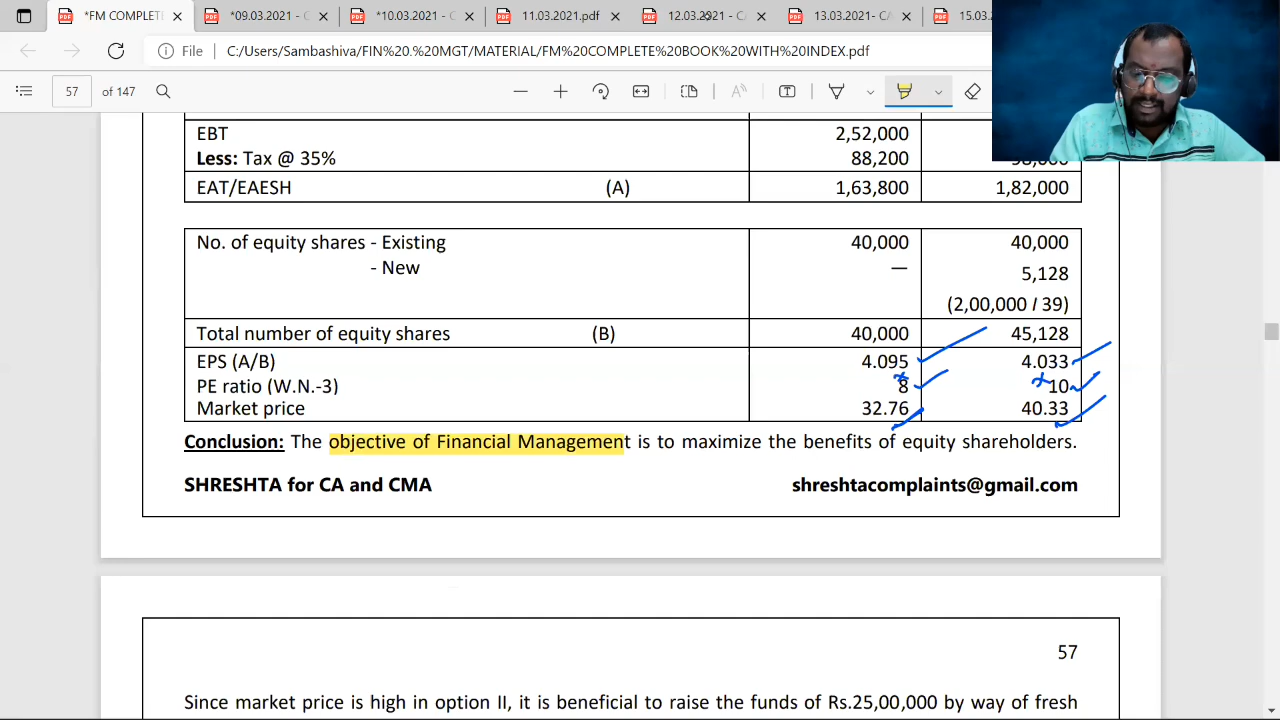 *FM COMPLETE
*09.03.2021 - C
*10.03.2021 - C
11.03.2021.pdf
12.03.2021 - CA
13.03.2021- CA
15.03
File C:/Users/Sambashiva/FIN%20.%20MGT/MATERIAL/FM%20COMPLETE%20BOOK%20WITH%20INDEX.pdf
57 of 147
EBT 2,52,000
Less: Tax @ 35% 88,200
EAT/EAESH (A) 1,63,800 1,82,000
No. of equity shares - Existing 40,000 40,000
- New — 5,128
(2,00,000 / 39)
Total number of equity shares (B) 40,000 45,128
EPS (A/B) 4.095 4.033
PE ratio (W.N.-3) 8 10
Market price 32.76 40.33
Conclusion: The objective of Financial Management is to maximize the benefits of equity shareholders.
SHRESHTA for CA and CMA shreshtacomplaints@gmail.com
57
Since market price is high in option II, it is beneficial to raise the funds of Rs.25,00,000 by way of fresh